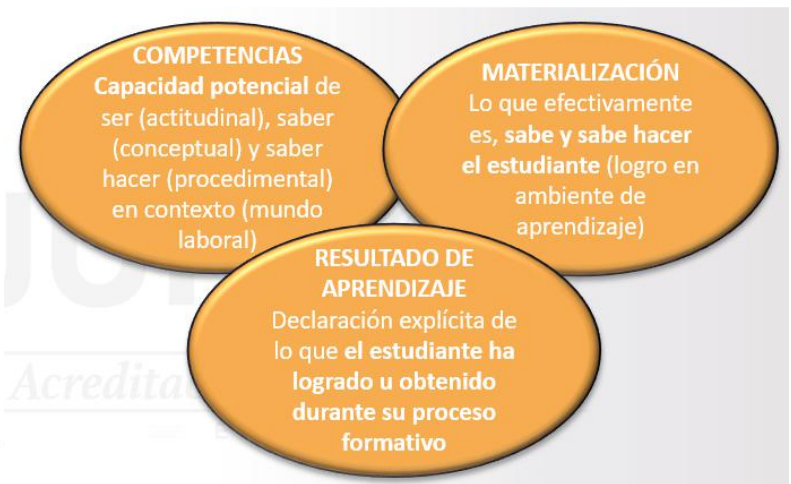 COMPETENCIAS
Capacidad potencial de
ser (actitudinal), saber
(conceptual) y saber
hacer (procedimental)
en contexto (mundo
laboral)
MATERIALIZACIÓN
Lo que efectivamente
es, sabe y sabe hacer
el estudiante (logro en
ambiente de
aprendizaje)
RESULTADO DE
APRENDIZAJE
Declaración explícita de
lo que el estudiante ha
logrado u obtenido
durante su proceso
formativo